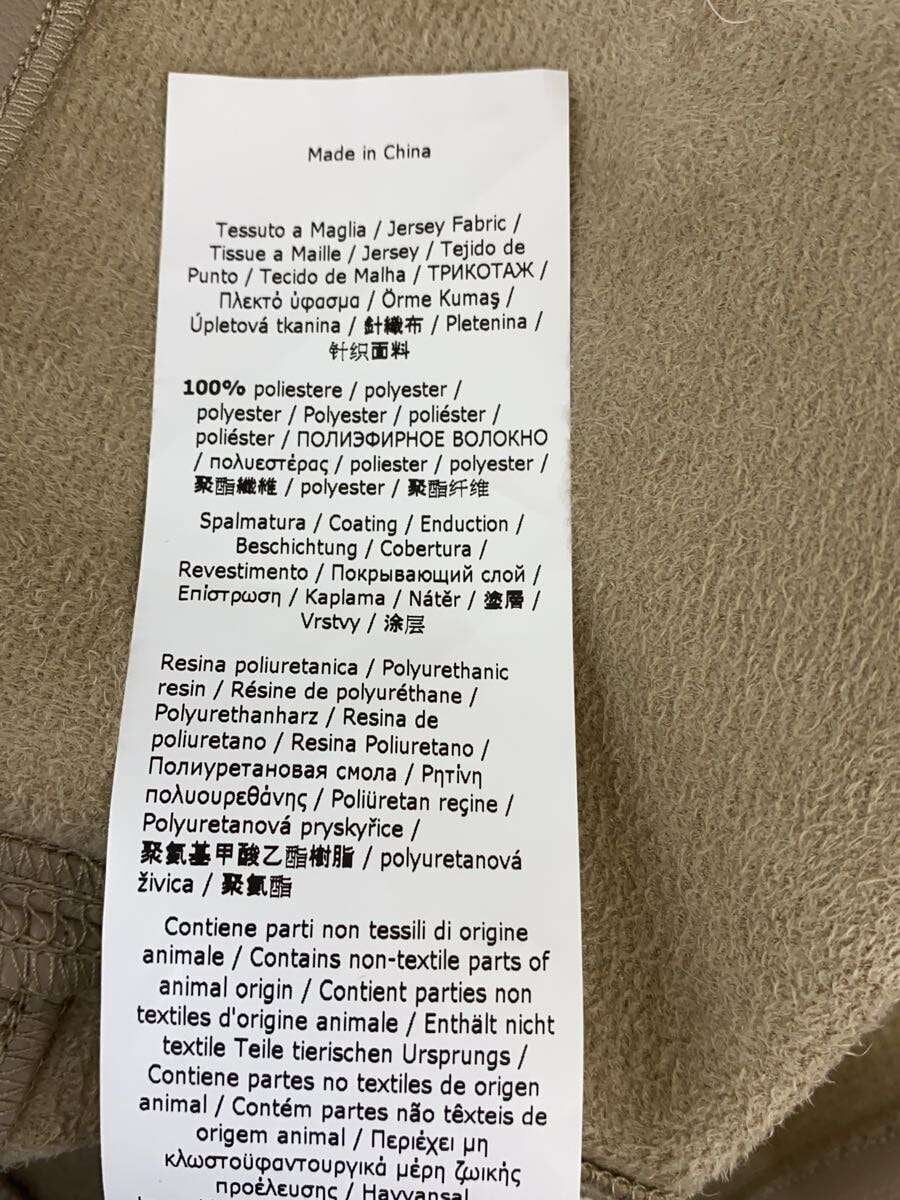 Made in China
Tessuto a Maglia / Jersey Fabric /
Tissue a Maille / Jersey / Tejido de
Punto / Tecido de Malha / ТРИКОТАЖ /
Πλεκτό ύφασμα / Örme Kumaş /
Úpletová tkanina / 針織布 / Pletenina /
针织面料
100% poliestere / polyester /
polyester / Polyester / poliéster /
poliéster / ПОЛИЭФИРНОЕ ВОЛОКНО
/ πολυεστέρας / poliester / polyester /
聚酯纖維 / polyester / 聚酯纤维
Spalmatura / Coating / Enduction /
Beschichtung / Cobertura /
Revestimento / Покрывающий слой /
Επίστρωση / Kaplama / Nátěr / 塗層 /
Vrstvy / 涂层
Resina poliuretanica / Polyurethanic
resin / Résine de polyuréthane /
Polyurethanharz / Resina de
poliuretano / Resina Poliuretano /
Полиуретановая смола / Ρητίνη
πολυουρεθάνης / Poliüretan reçine /
Polyuretanová pryskyřice /
聚氨基甲酸乙酯樹脂 / polyuretanová
živica / 聚氨酯
Contiene parti non tessili di origine
animale / Contains non-textile parts of
animal origin / Contient parties non
textiles d'origine animale / Enthält nicht
textile Teile tierischen Ursprungs /
Contiene partes no textiles de origen
animal / Contém partes não têxteis de
origem animal / Περιέχει μη
κλωστοϋφαντουργικά μέρη ζωικής
προέλευσης / Hayvansal